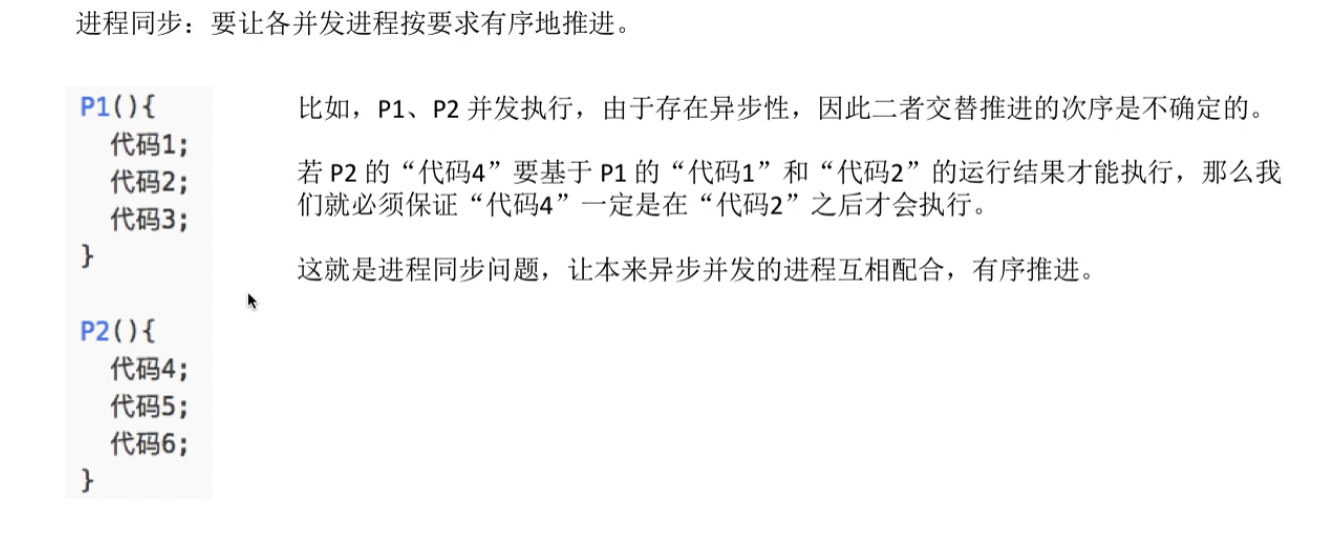 进程同步：要让各并发进程按要求有序地推进。
P1(){
代码1;
代码2;
代码3;
}
P2(){
代码4;
代码5;
代码6;
}
比如，P1、P2 并发执行，由于存在异步性，因此二者交替推进的次序是不确定的。
若 P2 的“代码4”要基于 P1 的“代码1”和“代码2”的运行结果才能执行，那么我
们就必须保证“代码4”一定是在“代码2”之后才会执行。
这就是进程同步问题，让本来异步并发的进程互相配合，有序推进。